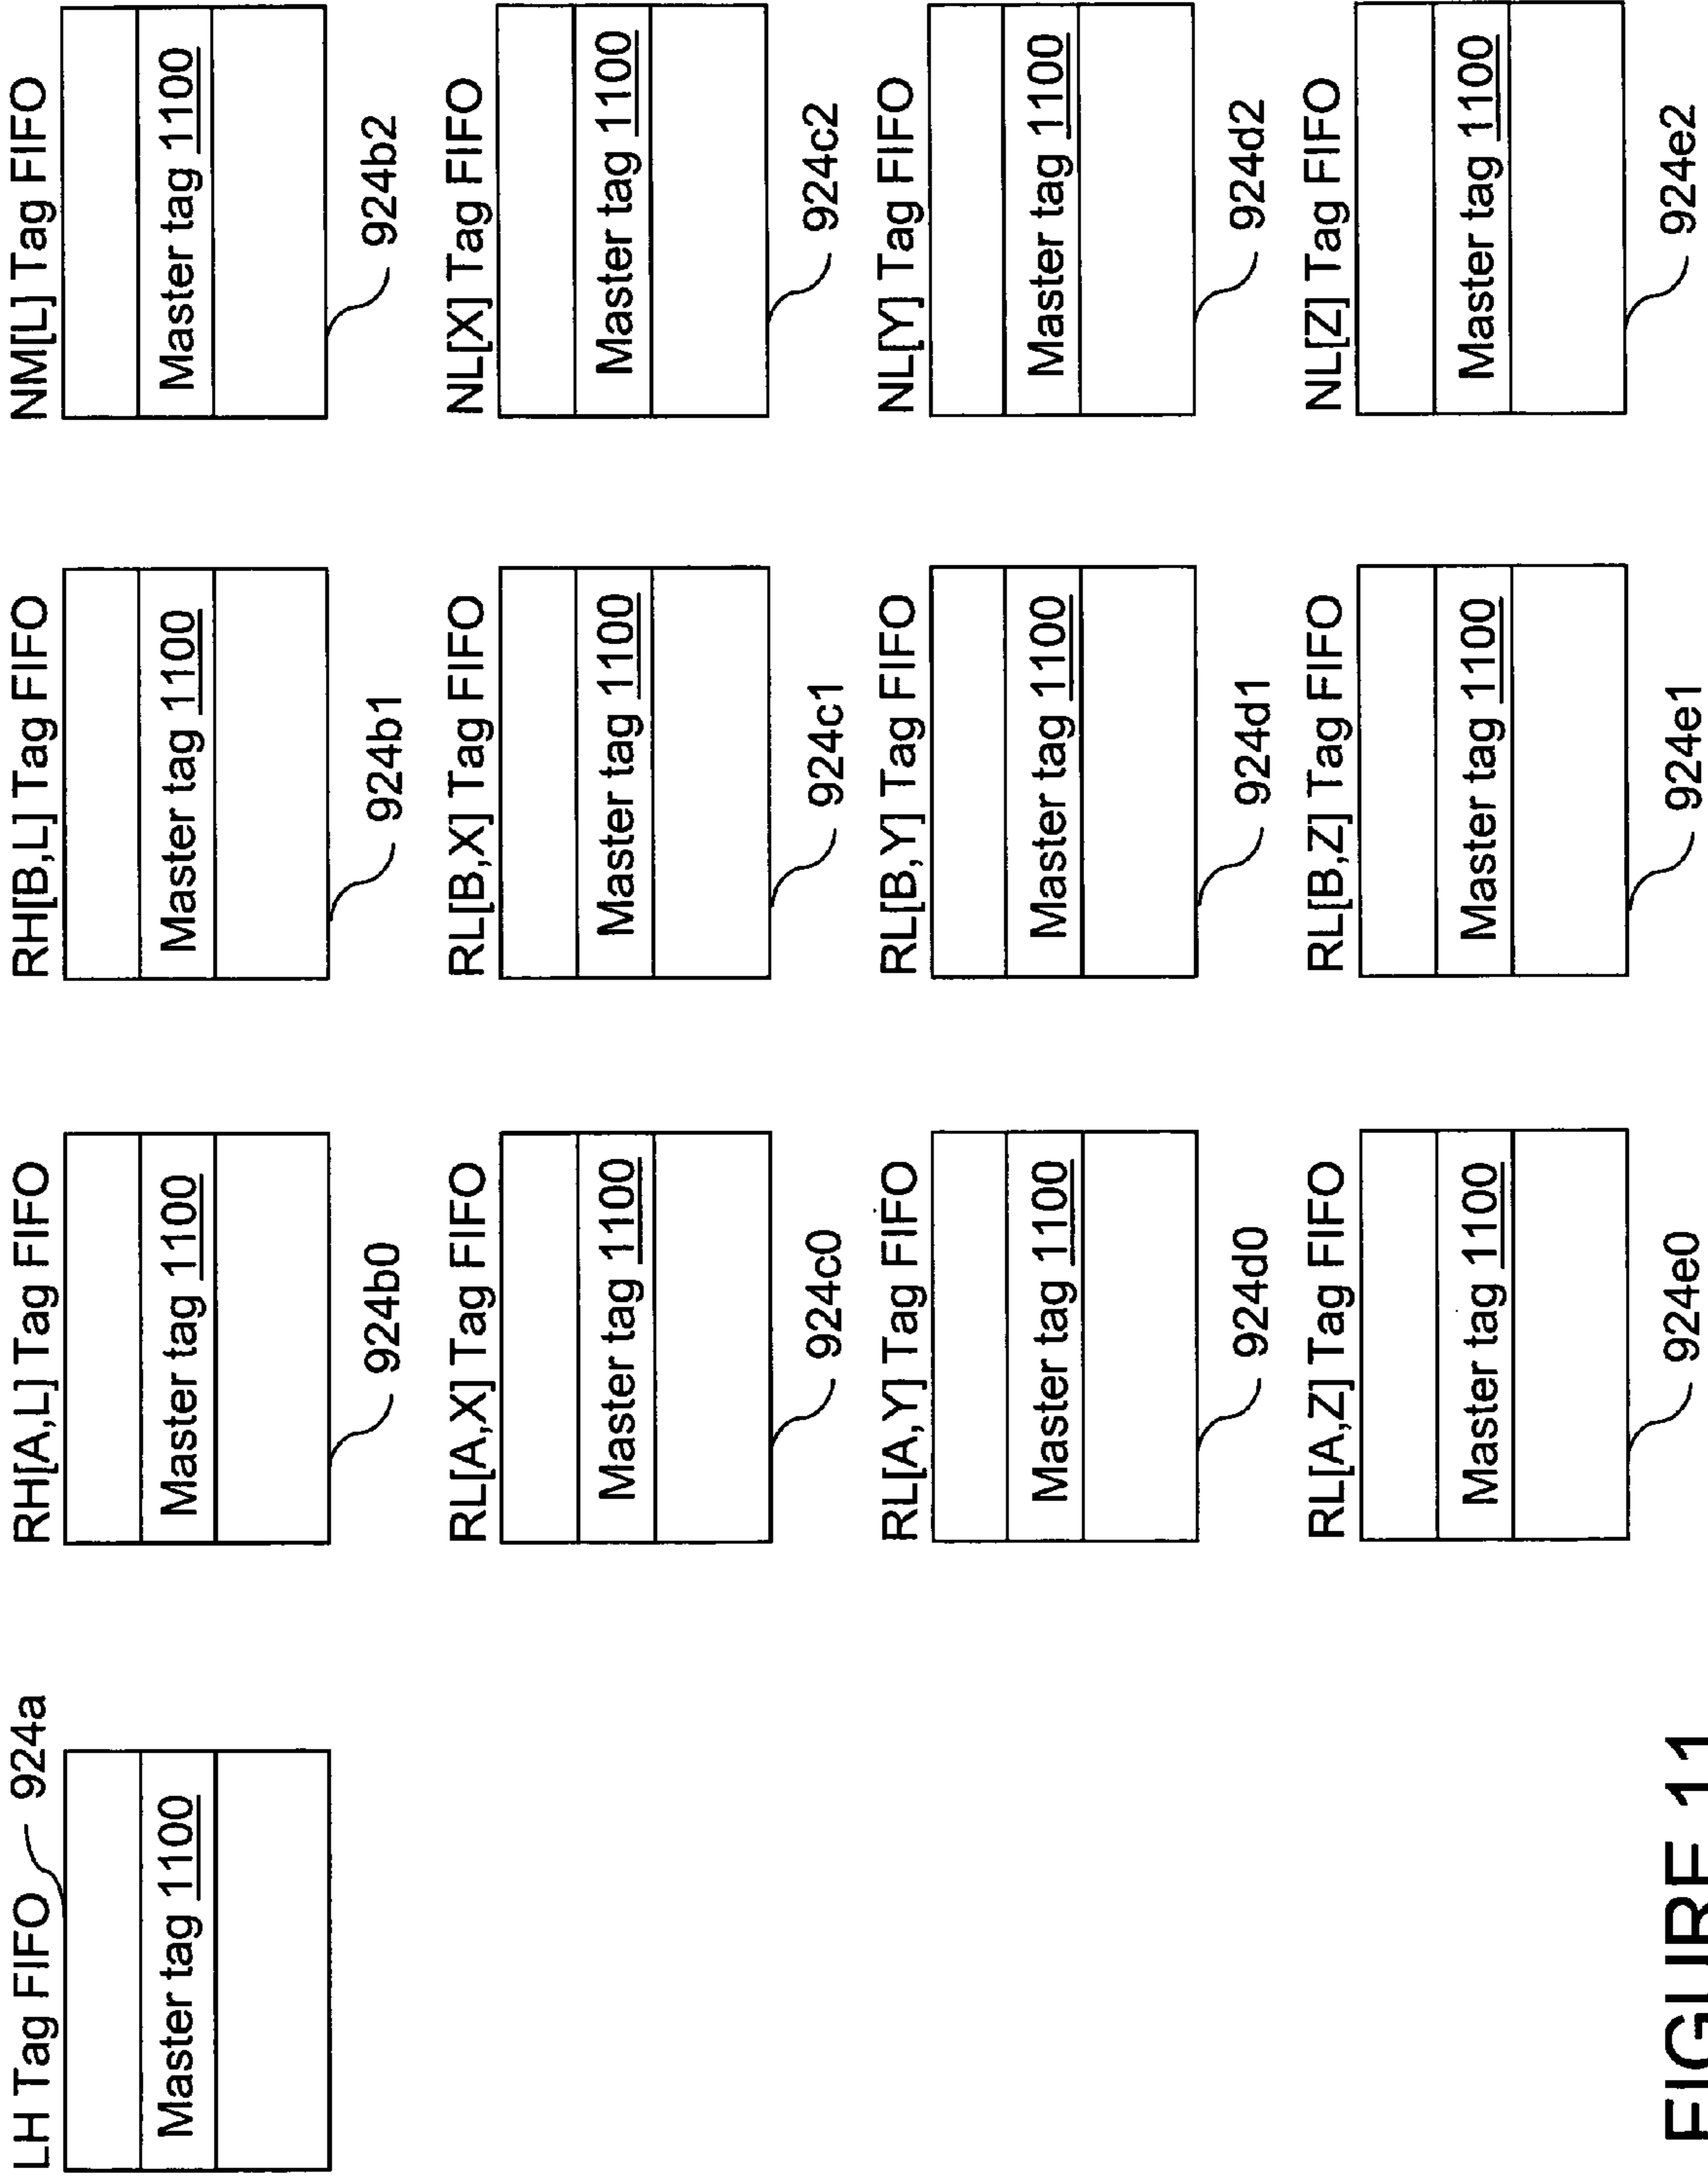 LH Tag FIFO 924a
Master tag 1100
RH[A,L] Tag FIFO
Master tag 1100
924b0
RH[B,L] Tag FIFO
Master tag 1100
924b1
NM[L] Tag FIFO
Master tag 1100
924b2
RL[A,X] Tag FIFO
Master tag 1100
924c0
RL[B,X] Tag FIFO
Master tag 1100
924c1
NL[X] Tag FIFO
Master tag 1100
924c2
RL[A,Y] Tag FIFO
Master tag 1100
924d0
RL[B,Y] Tag FIFO
Master tag 1100
924d1
NL[Y] Tag FIFO
Master tag 1100
924d2
RL[A,Z] Tag FIFO
Master tag 1100
924e0
RL[B,Z] Tag FIFO
Master tag 1100
924e1
NL[Z] Tag FIFO
Master tag 1100
924e2
FIGURE 11